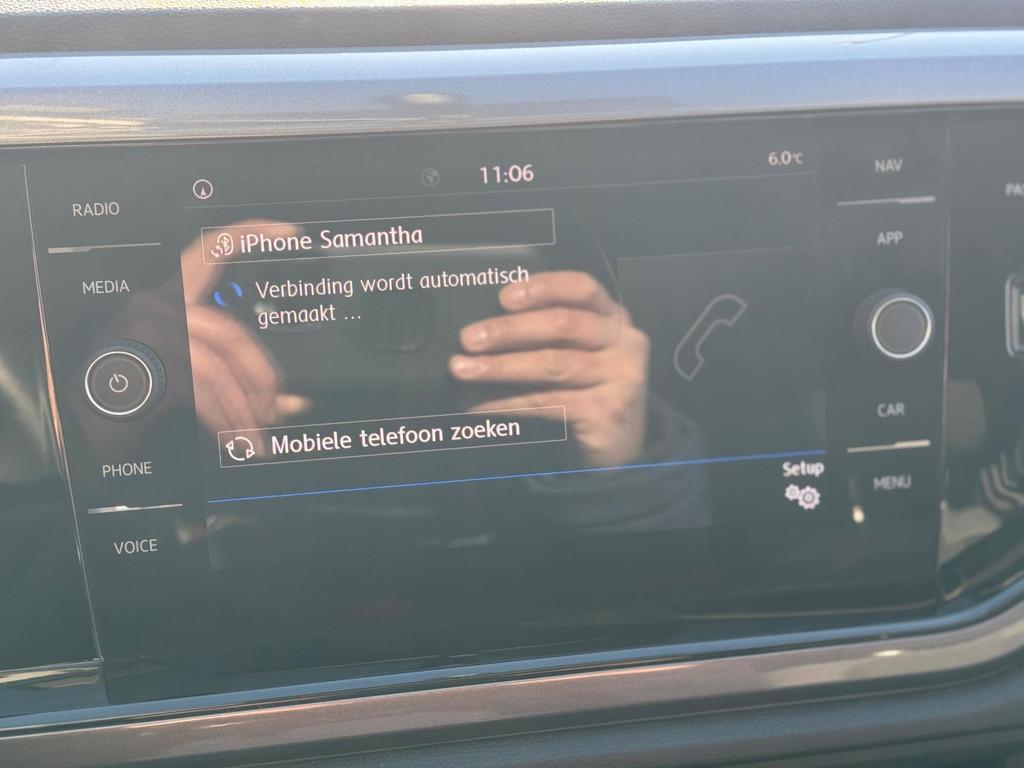 11:06
6.0°C
RADIO
MEDIA
PHONE
VOICE
iPhone Samantha
Verbinding wordt automatisch
gemaakt ...
Mobiele telefoon zoeken
Setup
NAV
APP
CAR
MENU